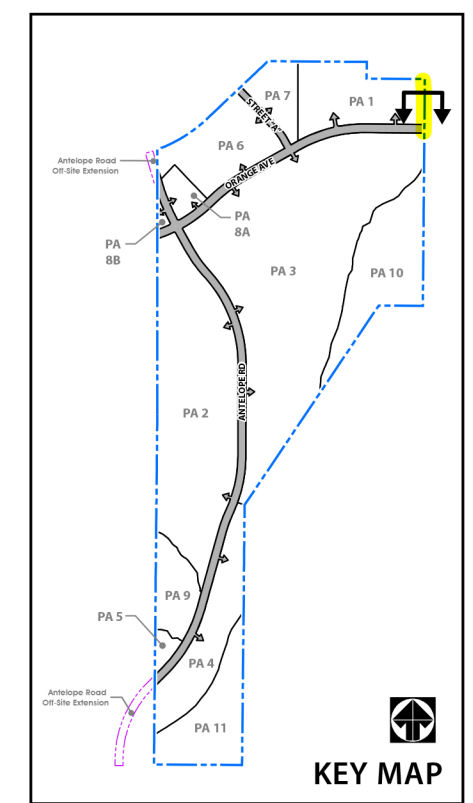 PA 7
PA 1
STREET "A"
PA 6
Antelope Road
Off-Site Extension
ORANGE AVE
PA
8A
PA
8B
PA 3
PA 10
ANTELOPE RD
PA 2
PA 9
PA 5
PA 4
Antelope Road
Off-Site Extension
PA 11
KEY MAP